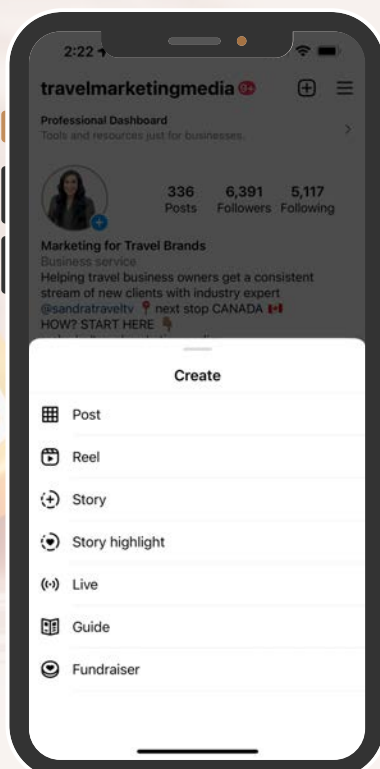 2:22
travelmarketingmedia 9+
Professional Dashboard
Tools and resources just for businesses.
336 6,391 5,117
Posts Followers Following
Marketing for Travel Brands
Business service
Helping travel business owners get a consistent
stream of new clients with industry expert
@sandratraveltv 📍 next stop CANADA 🇨🇦
HOW? START HERE 👇🏽
Create
Post
Reel
Story
Story highlight
Live
Guide
Fundraiser